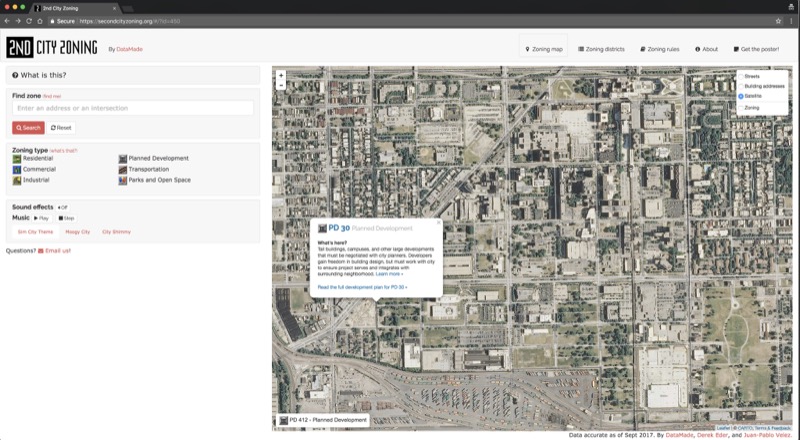 2nd City Zoning
Secure https://secondcityzoning.org/#/?id=450
2ND CITY ZONING
By DataMade
Zoning map
Zoning districts
Zoning rules
About
Get the poster!
What is this?
Find zone find me!
Enter an address or an intersection
Search
Reset
Zoning type (what's that?)
Residential
Planned Development
Commercial
Transportation
Industrial
Parks and Open Space
Sound effects Off
Music Play Stop
Sim City Theme
Moogy City
City Shimmy
Questions? Email us!
+
-
Streets
Building addresses
Satellite
Zoning
PD 30 Planned Development
What's here?
Tall buildings, campuses, and other large developments
that must be negotiated with city planners. Developers
gain freedom in building design, but must work with city
to ensure project serves and integrates with
surrounding neighborhood. Learn more »
Read the full development plan for PD 30 »
PD 412 - Planned Development
Leaflet | © CARTO, Terms & Feedback
Data accurate as of Sept 2017. By DataMade, Derek Eder, and Juan-Pablo Velez.